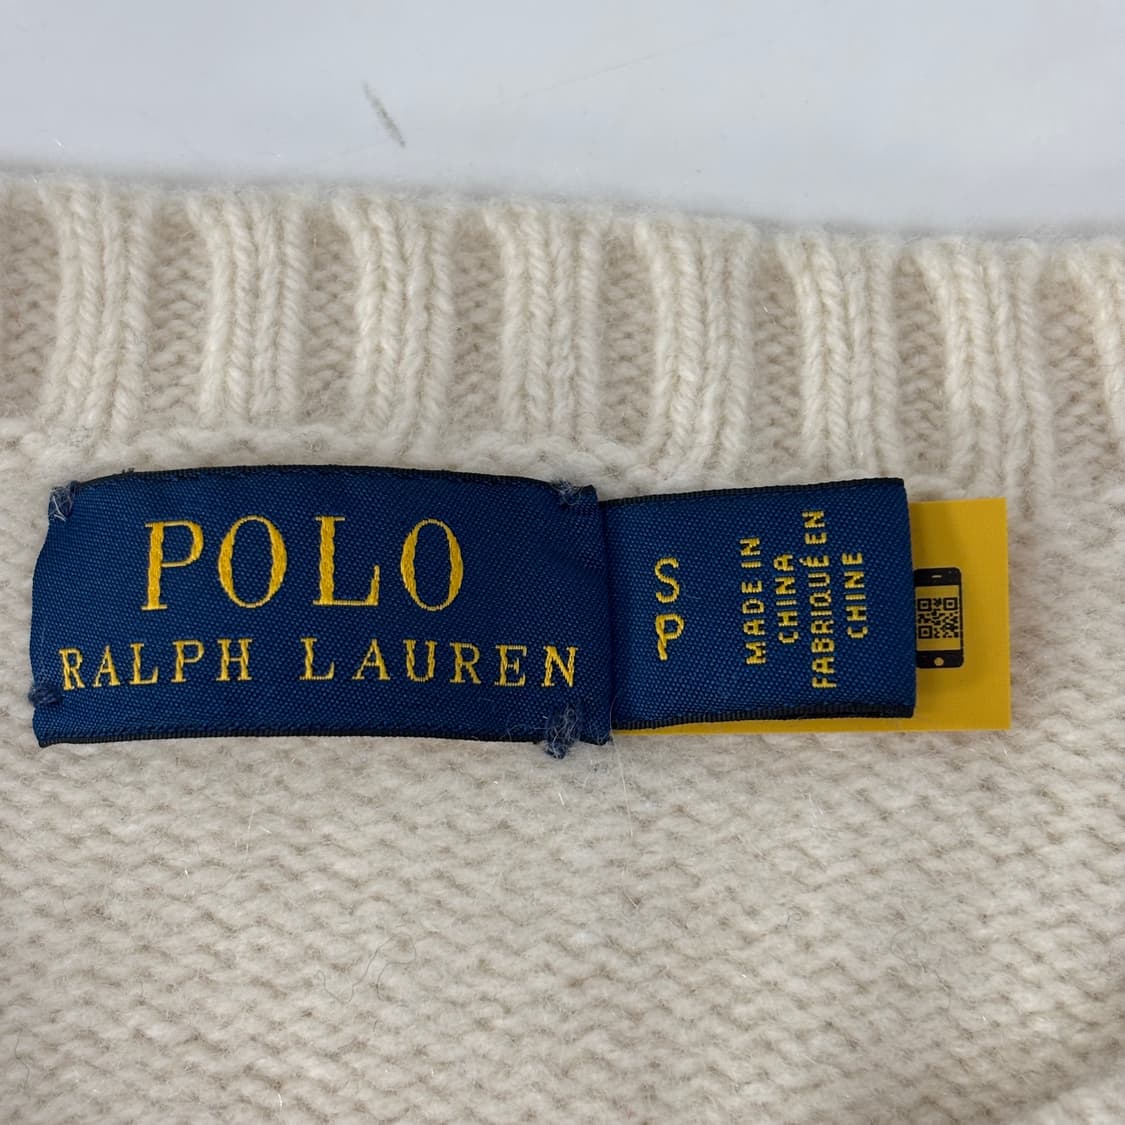 POLO
RALPH LAUREN
S
P
MADE IN
CHINA
FABRIQUÉ EN
CHINE